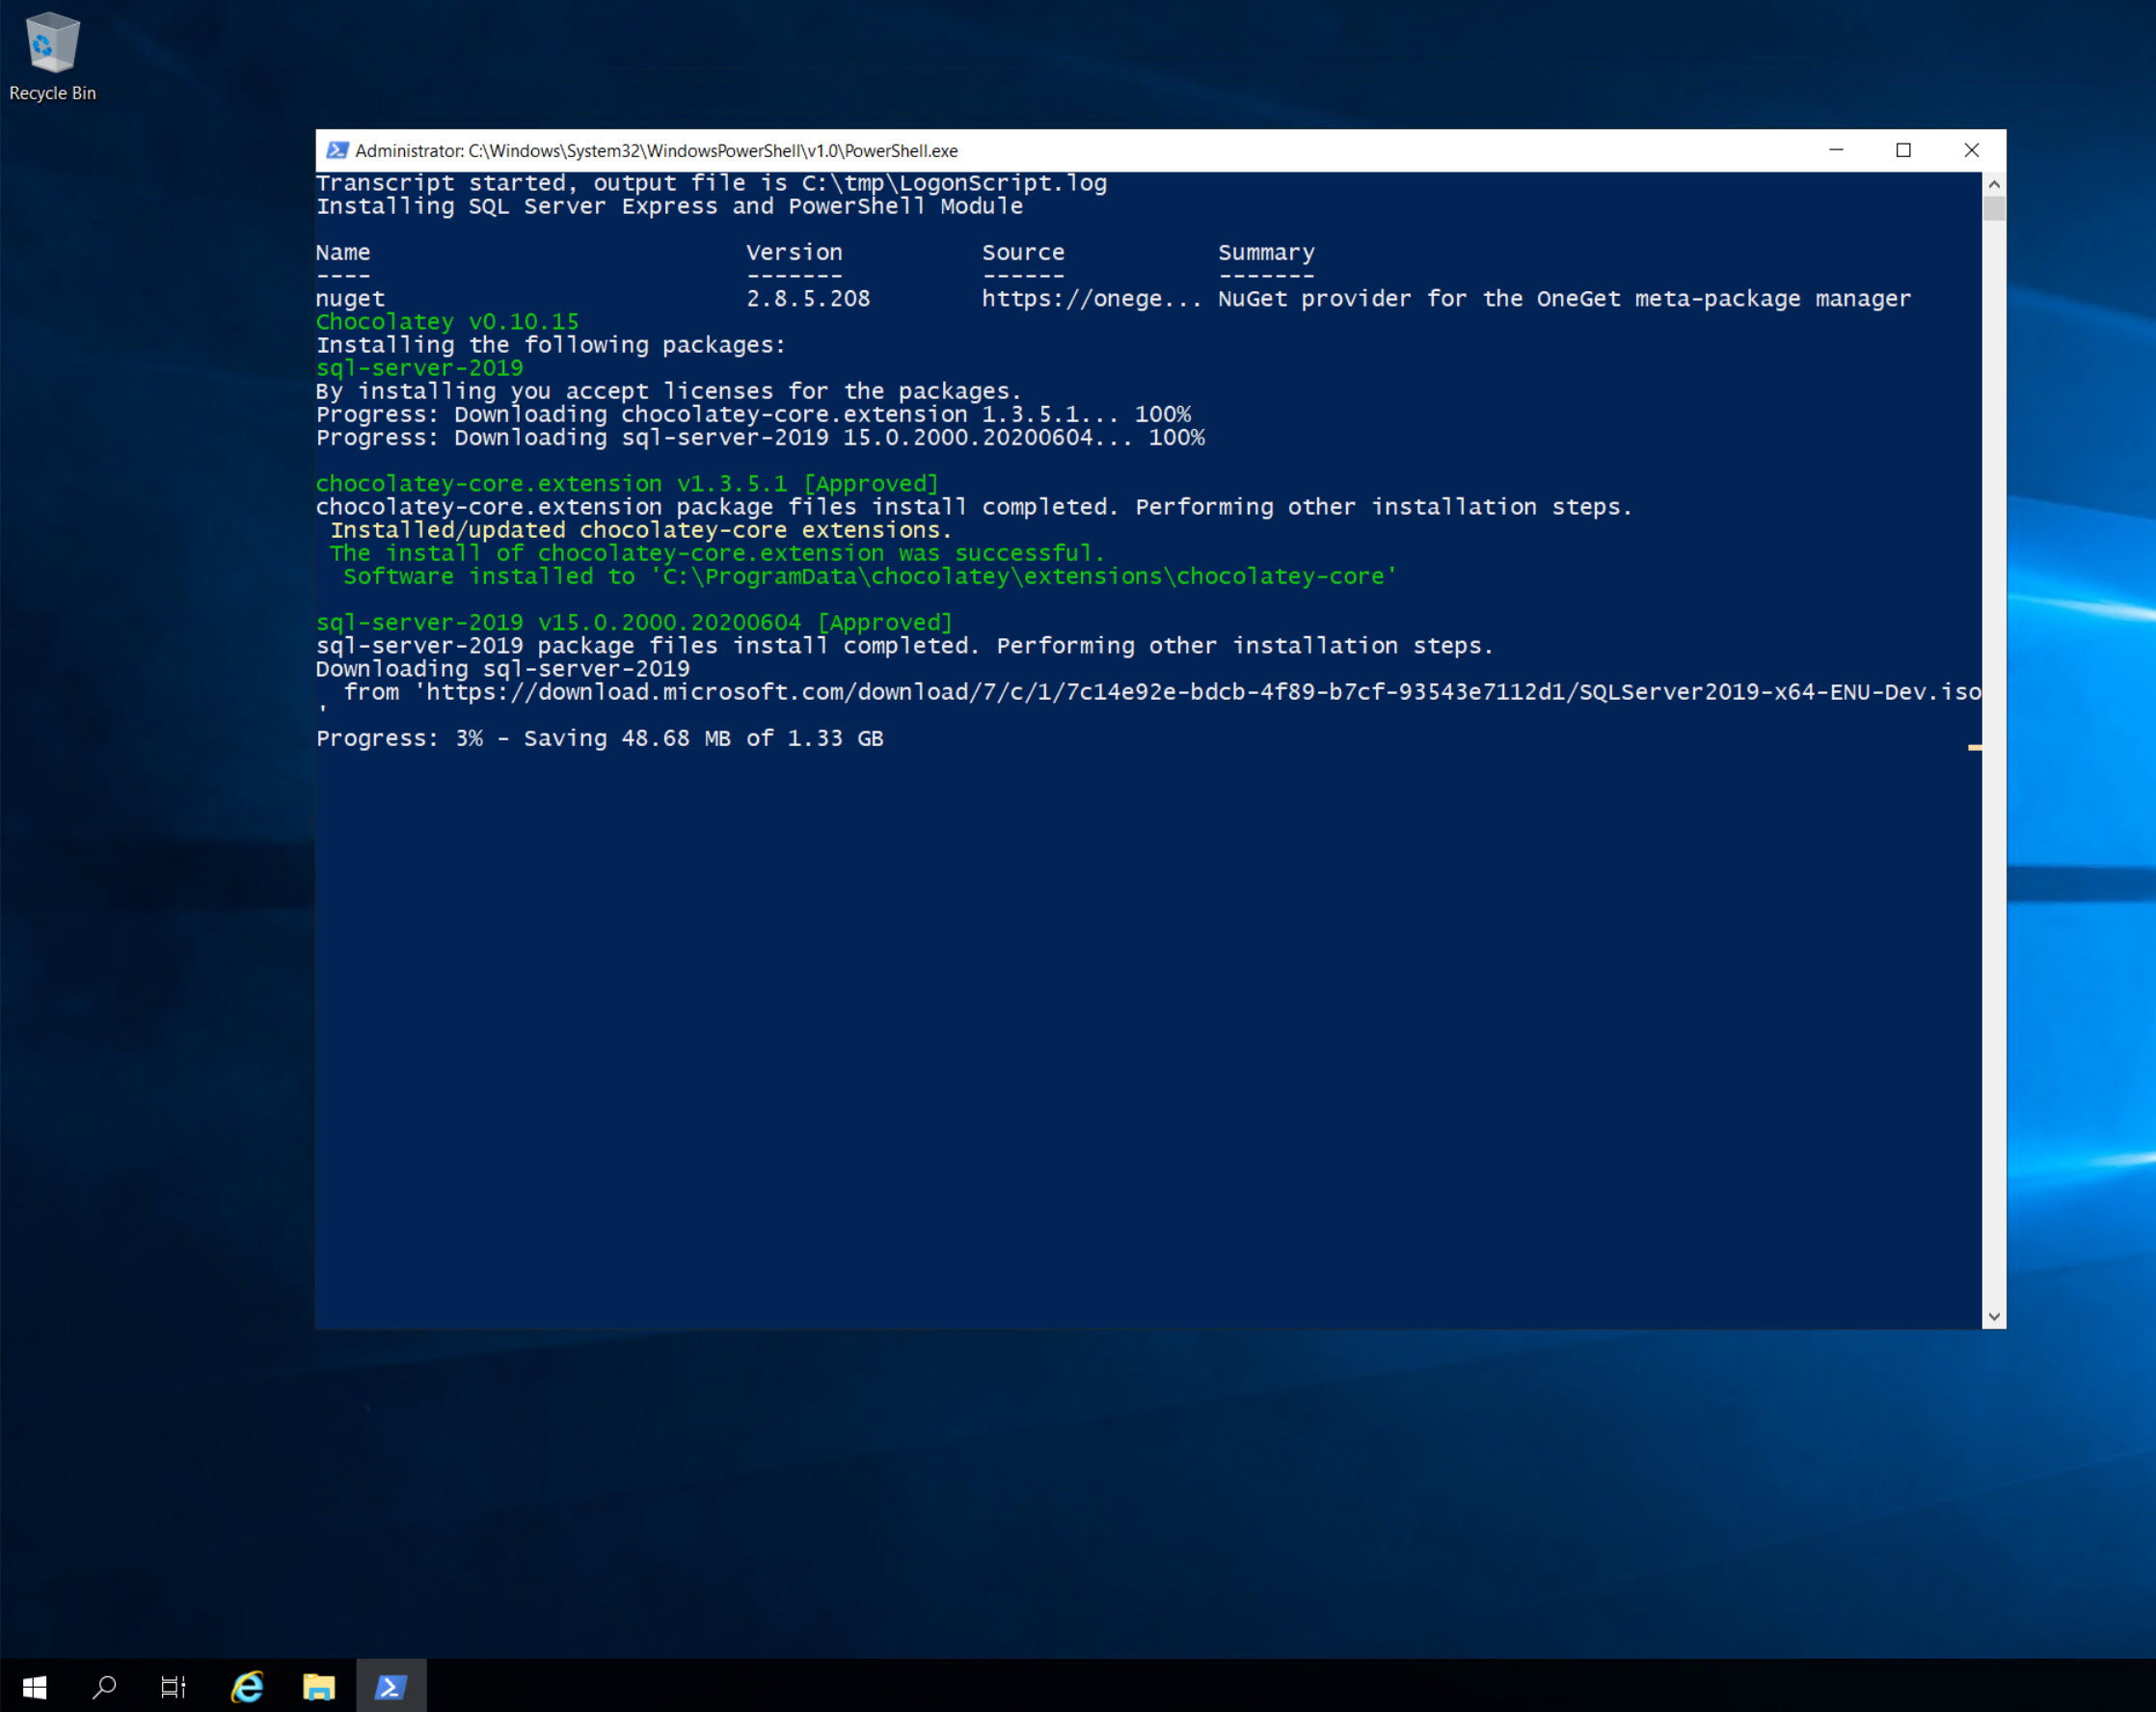 Recycle Bin
Administrator: C:\Windows\System32\WindowsPowerShell\v1.0\PowerShell.exe
Transcript started, output file is C:\tmp\LogonScript.log
Installing SQL Server Express and PowerShell Module
Name Version Source Summary
---- ------- ------ -------
nuget 2.8.5.208 https://onege... NuGet provider for the OneGet meta-package manager
Chocolatey v0.10.15
Installing the following packages:
sql-server-2019
By installing you accept licenses for the packages.
Progress: Downloading chocolatey-core.extension 1.3.5.1... 100%
Progress: Downloading sql-server-2019 15.0.2000.20200604... 100%
chocolatey-core.extension v1.3.5.1 [Approved]
chocolatey-core.extension package files install completed. Performing other installation steps.
Installed/updated chocolatey-core extensions.
The install of chocolatey-core.extension was successful.
Software installed to 'C:\ProgramData\chocolatey\extensions\chocolatey-core'
sql-server-2019 v15.0.2000.20200604 [Approved]
sql-server-2019 package files install completed. Performing other installation steps.
Downloading sql-server-2019
from 'https://download.microsoft.com/download/7/c/1/7c14e92e-bdcb-4f89-b7cf-93543e7112d1/SQLServer2019-x64-ENU-Dev.iso
'
Progress: 3% - Saving 48.68 MB of 1.33 GB